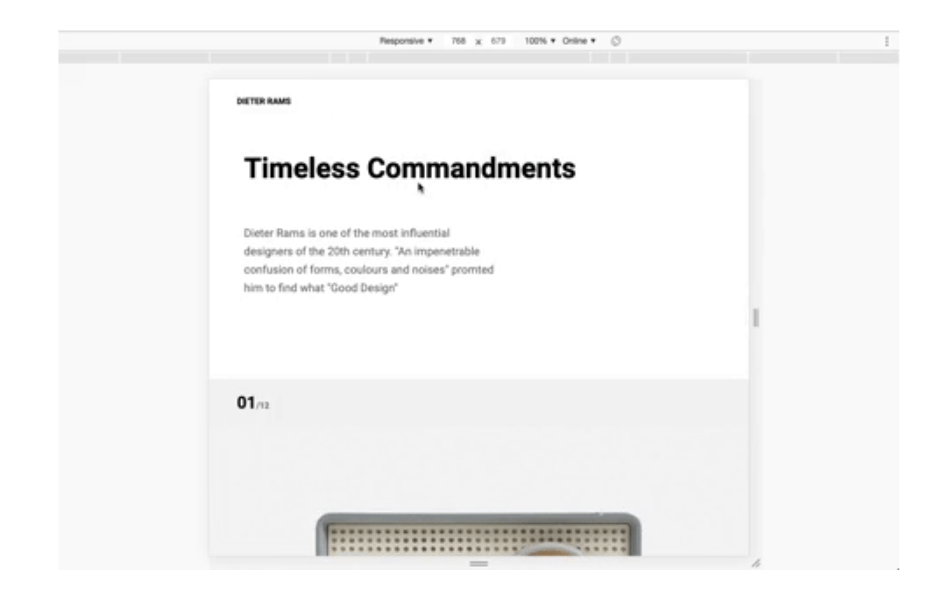 Responsive ▼ 768 x 679 100% ▼ Online ▼
DIETER RAMS
Timeless Commandments
Dieter Rams is one of the most influential
designers of the 20th century. "An impenetrable
confusion of forms, coulours and noises" promted
him to find what "Good Design"
01/12